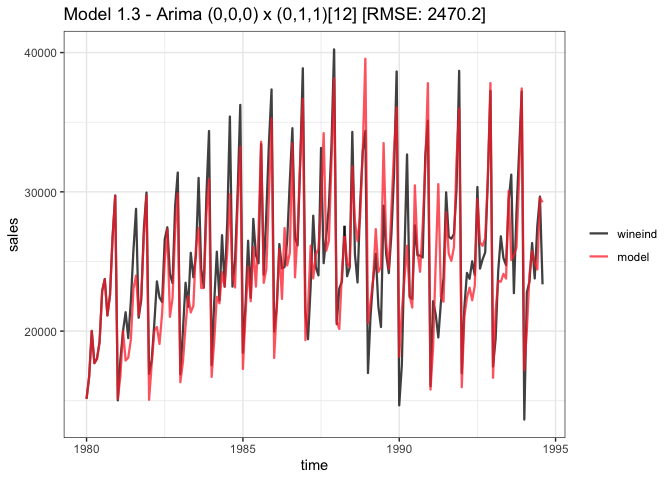 Model 1.3 - Arima (0,0,0) x (0,1,1)[12] [RMSE: 2470.2]
40000
30000
20000
sales
1980
1985
1990
1995
time
wineind
model